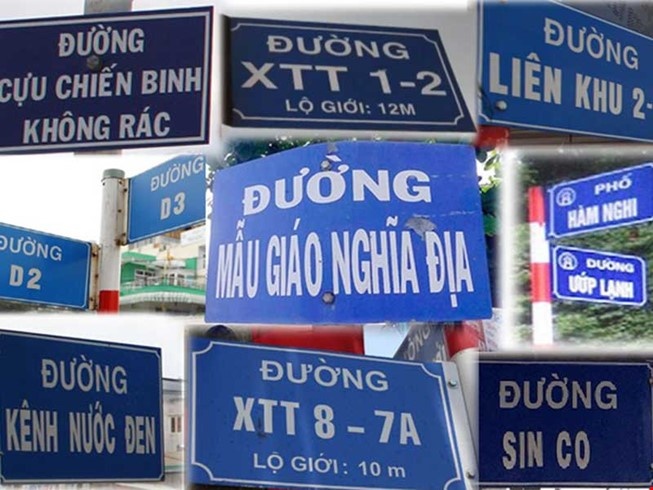 ĐƯỜNG
CỰU CHIẾN BINH
KHÔNG RÁC
ĐƯỜNG
XTT 1-2
LỘ GIỚI: 12M
ĐƯỜNG
LIÊN KHU 2-
ĐƯỜNG
D2
ĐƯỜNG
D3
ĐƯỜNG
MẪU GIÁO NGHĨA ĐỊA
PHỐ
HÀM NGHI
ĐƯỜNG
ƯỚP LẠNH
ĐƯỜNG
KÊNH NƯỚC ĐEN
ĐƯỜNG
XTT 8 – 7A
LỘ GIỚI: 10 m
ĐƯỜNG
SIN CO